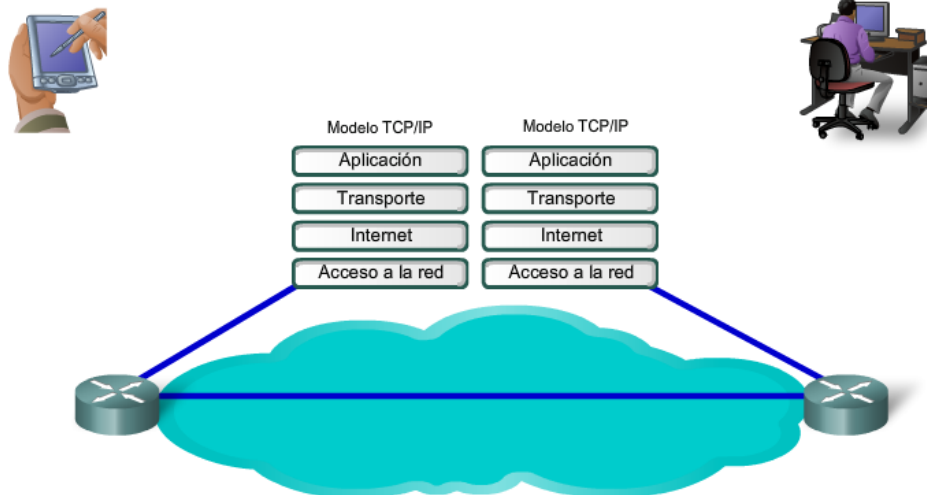 Modelo TCP/IP
Aplicación
Transporte
Internet
Acceso a la red
Modelo TCP/IP
Aplicación
Transporte
Internet
Acceso a la red